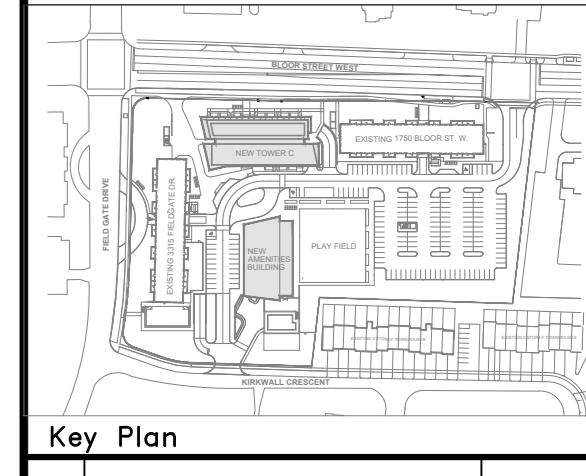 BLOOR STREET WEST
NEW TOWER C
EXISTING 1750 BLOOR ST. W.
FIELD GATE DRIVE
EXISTING 3315 FIELDGATE DR.
NEW
AMENITIES
BUILDING
PLAY FIELD
KIRKWALL CRESCENT
Key Plan